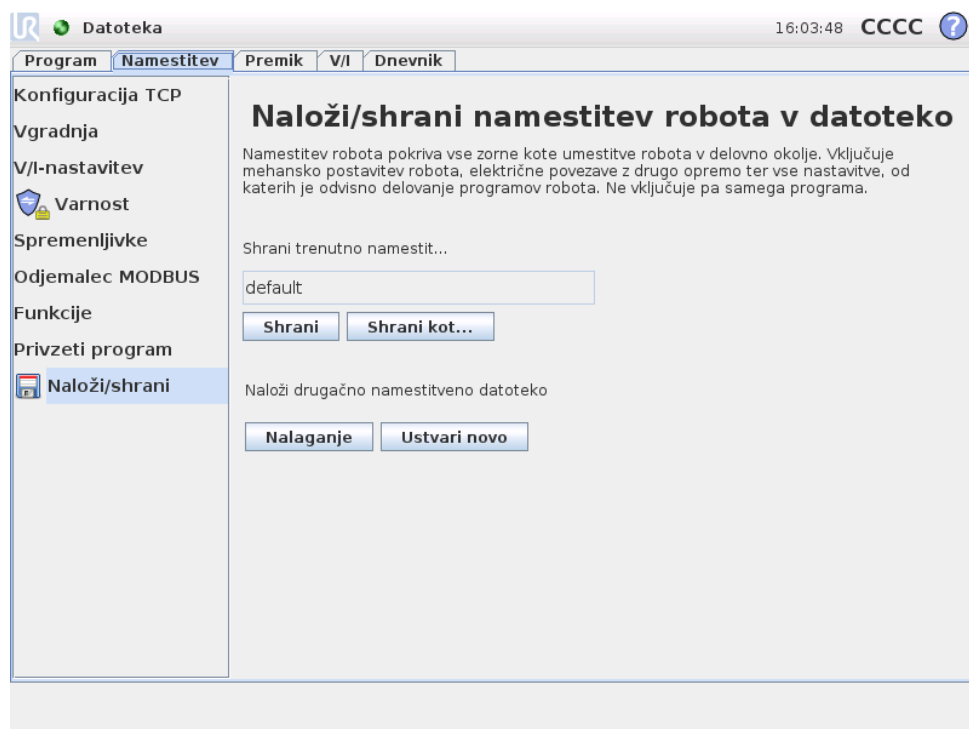 UR Datoteka 16:03:48 CCCC ?
Program Namestitev Premik V/I Dnevnik
Konfiguracija TCP
Vgradnja
V/I-nastavitev
Varnost
Spremenljivke
Odjemalec MODBUS
Funkcije
Privzeti program
Naloži/shrani
Naloži/shrani namestitev robota v datoteko
Namestitev robota pokriva vse zorne kote umestitve robota v delovno okolje. Vključuje
mehansko postavitev robota, električne povezave z drugo opremo ter vse nastavitve, od
katerih je odvisno delovanje programov robota. Ne vključuje pa samega programa.
Shrani trenutno namestit...
default
Shrani Shrani kot...
Naloži drugačno namestitveno datoteko
Nalaganje Ustvari novo